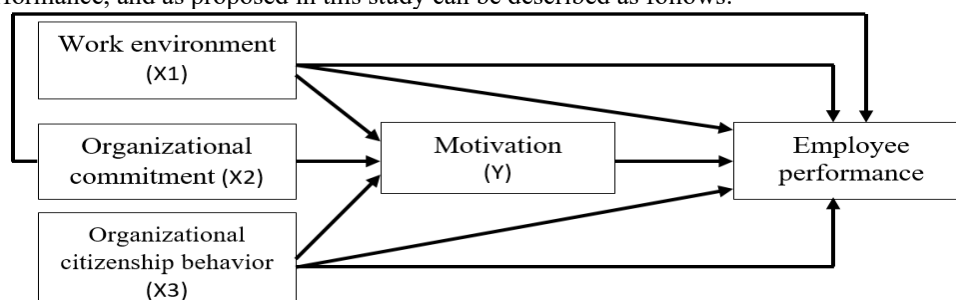 formance, and as proposed in this study can be described as follows:
Work environment
(X1)
Organizational
commitment (X2)
Organizational
citizenship behavior
(X3)
Motivation
(Y)
Employee
performance